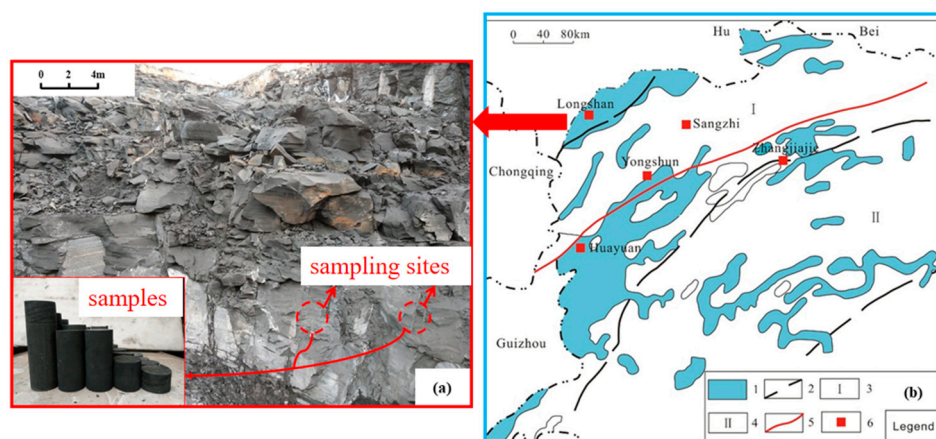 0 2 4m
sampling sites
samples
(a)
0 40 80km
Hu Bei
Longshan
I
Sangzhi
Zhangjiajie
Chongqing
Yongshun
II
Huayuan
Guizhou
1 2 I 3 (b)
II 4 5 6 Legend